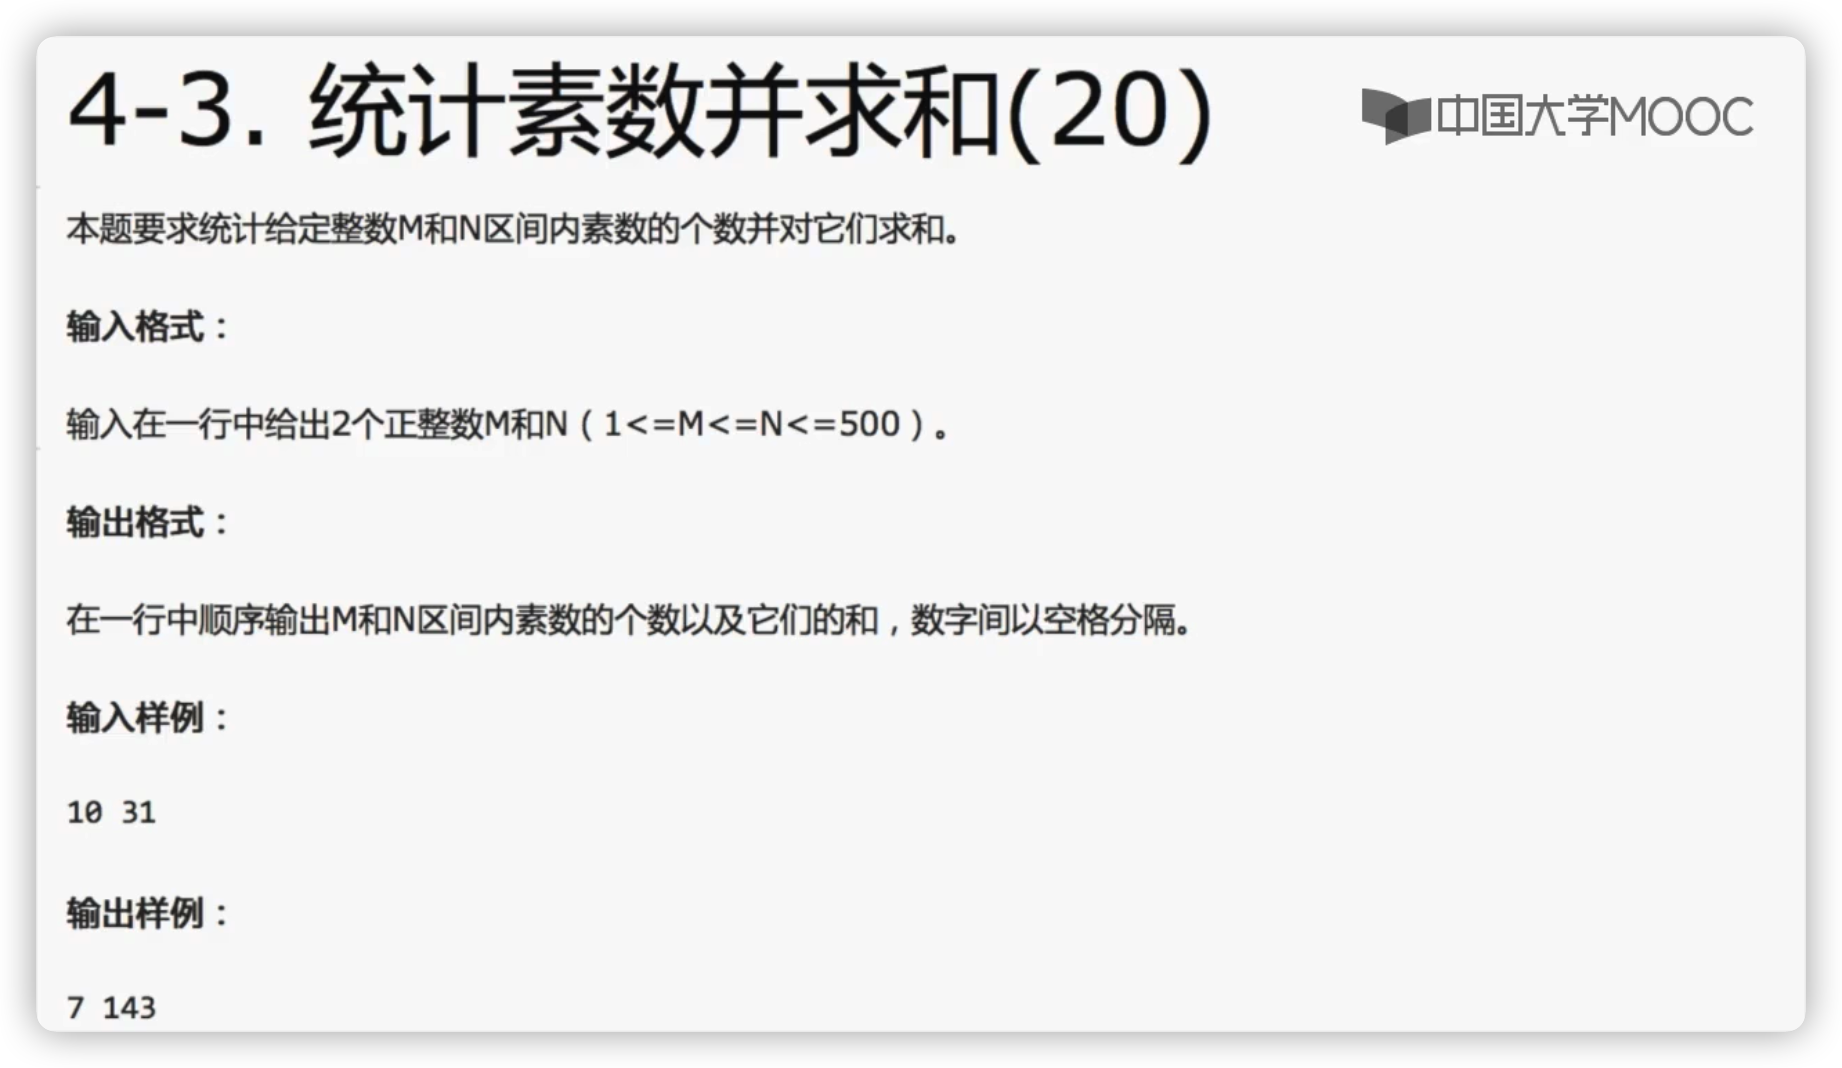 4-3. 统计素数并求和(20)
中国大学MOOC
本题要求统计给定整数M和N区间内素数的个数并对它们求和。
输入格式：
输入在一行中给出2个正整数M和N（1<=M<=N<=500）。
输出格式：
在一行中顺序输出M和N区间内素数的个数以及它们的和，数字间以空格分隔。
输入样例：
10 31
输出样例：
7 143